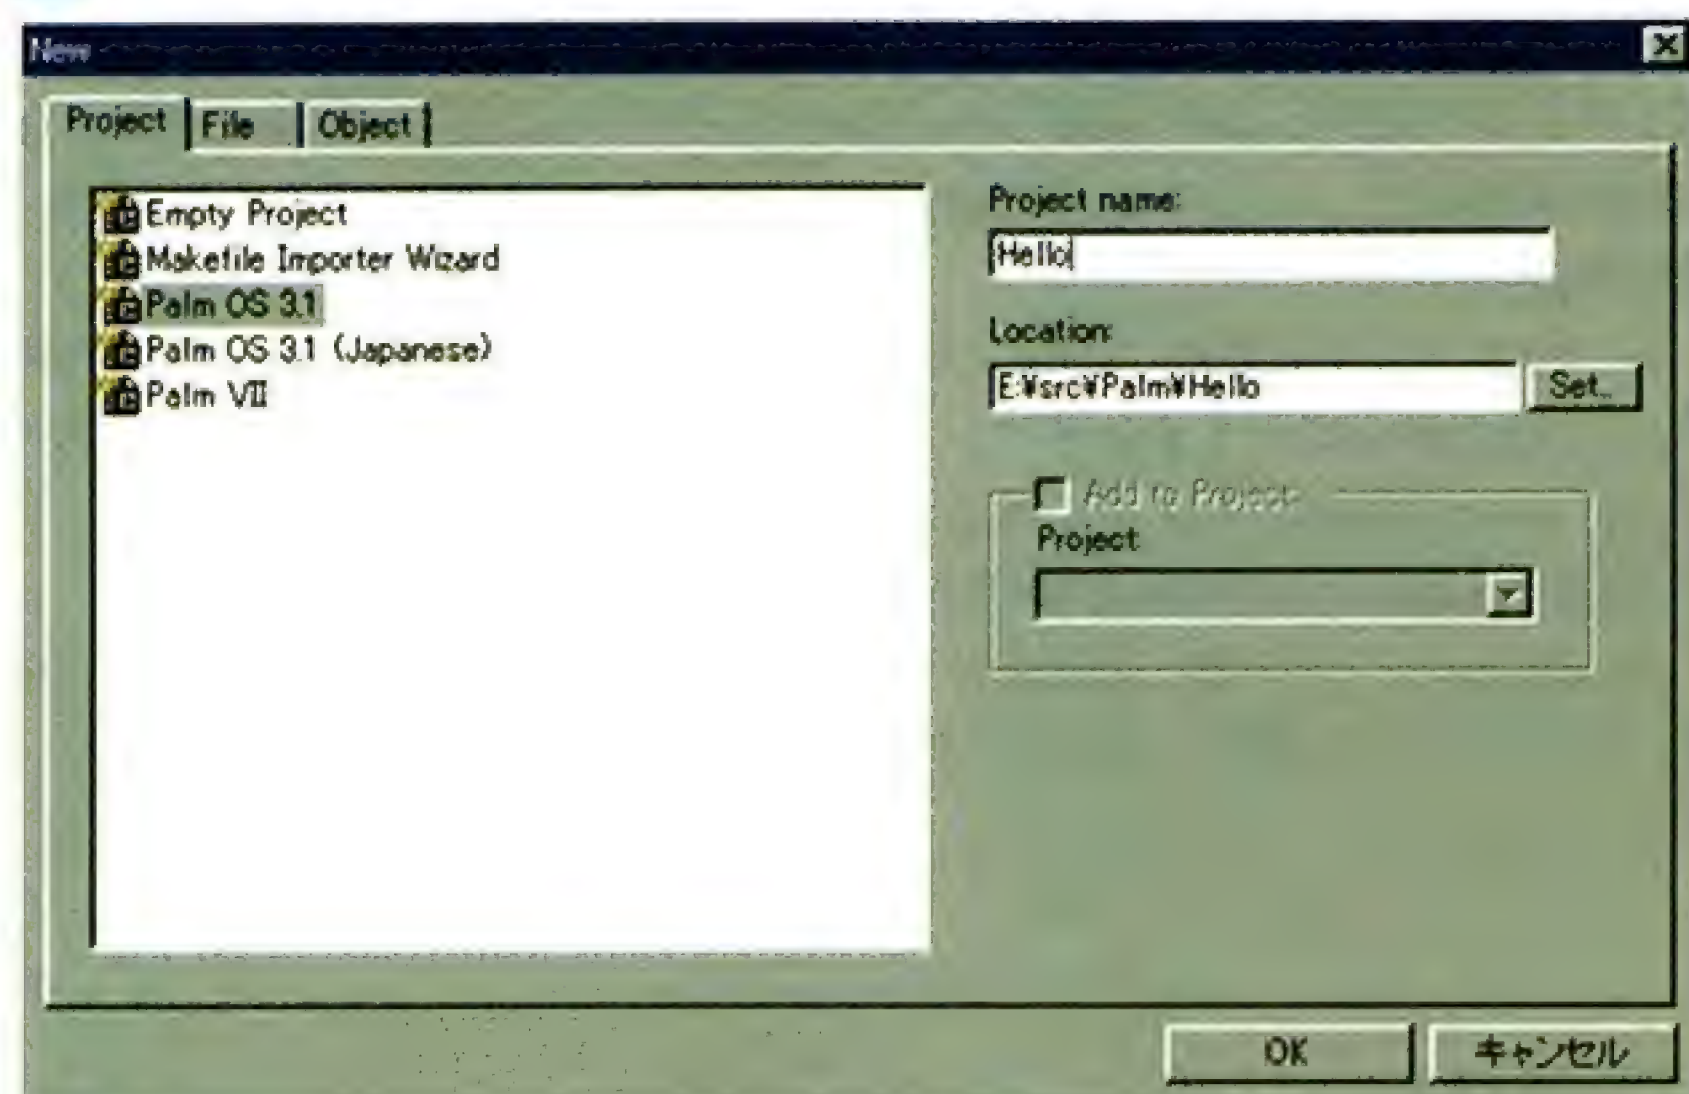 New
Project File Object
Empty Project
Makefile Importer Wizard
Palm OS 3.1
Palm OS 3.1 (Japanese)
Palm VII
Project name:
Hello
Location:
E:¥src¥Palm¥Hello
Set...
Add to Project:
Project:
OK キャンセル